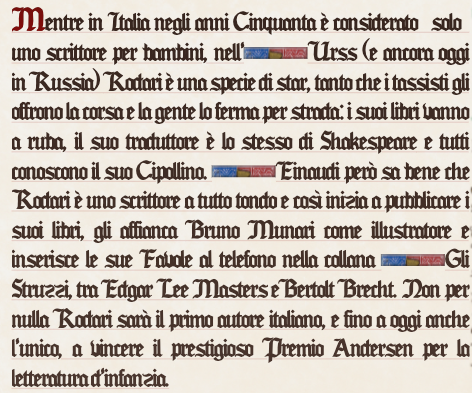 Mentre in Italia negli anni Cinquanta è considerato solo
uno scrittore per bambini, nell' Urss (e ancora oggi
in Russia) Rodari è una specie di star, tanto che i tassisti gli
offrono la corsa e la gente lo ferma per strada: i suoi libri vanno
a ruba, il suo traduttore è lo stesso di Shakespeare e tutti
conoscono il suo Cipollino. Einaudi però sa bene che
Rodari è uno scrittore a tutto tondo e così inizia a pubblicare i
suoi libri, gli affianca Bruno Munari come illustratore e
inserisce le sue Favole al telefono nella collana Gli
Struzzi, tra Edgar Lee Masters e Bertolt Brecht. Non per
nulla Rodari sarà il primo autore italiano, e fino a oggi anche
l'unico, a vincere il prestigioso Premio Andersen per la
letteratura d'infanzia.